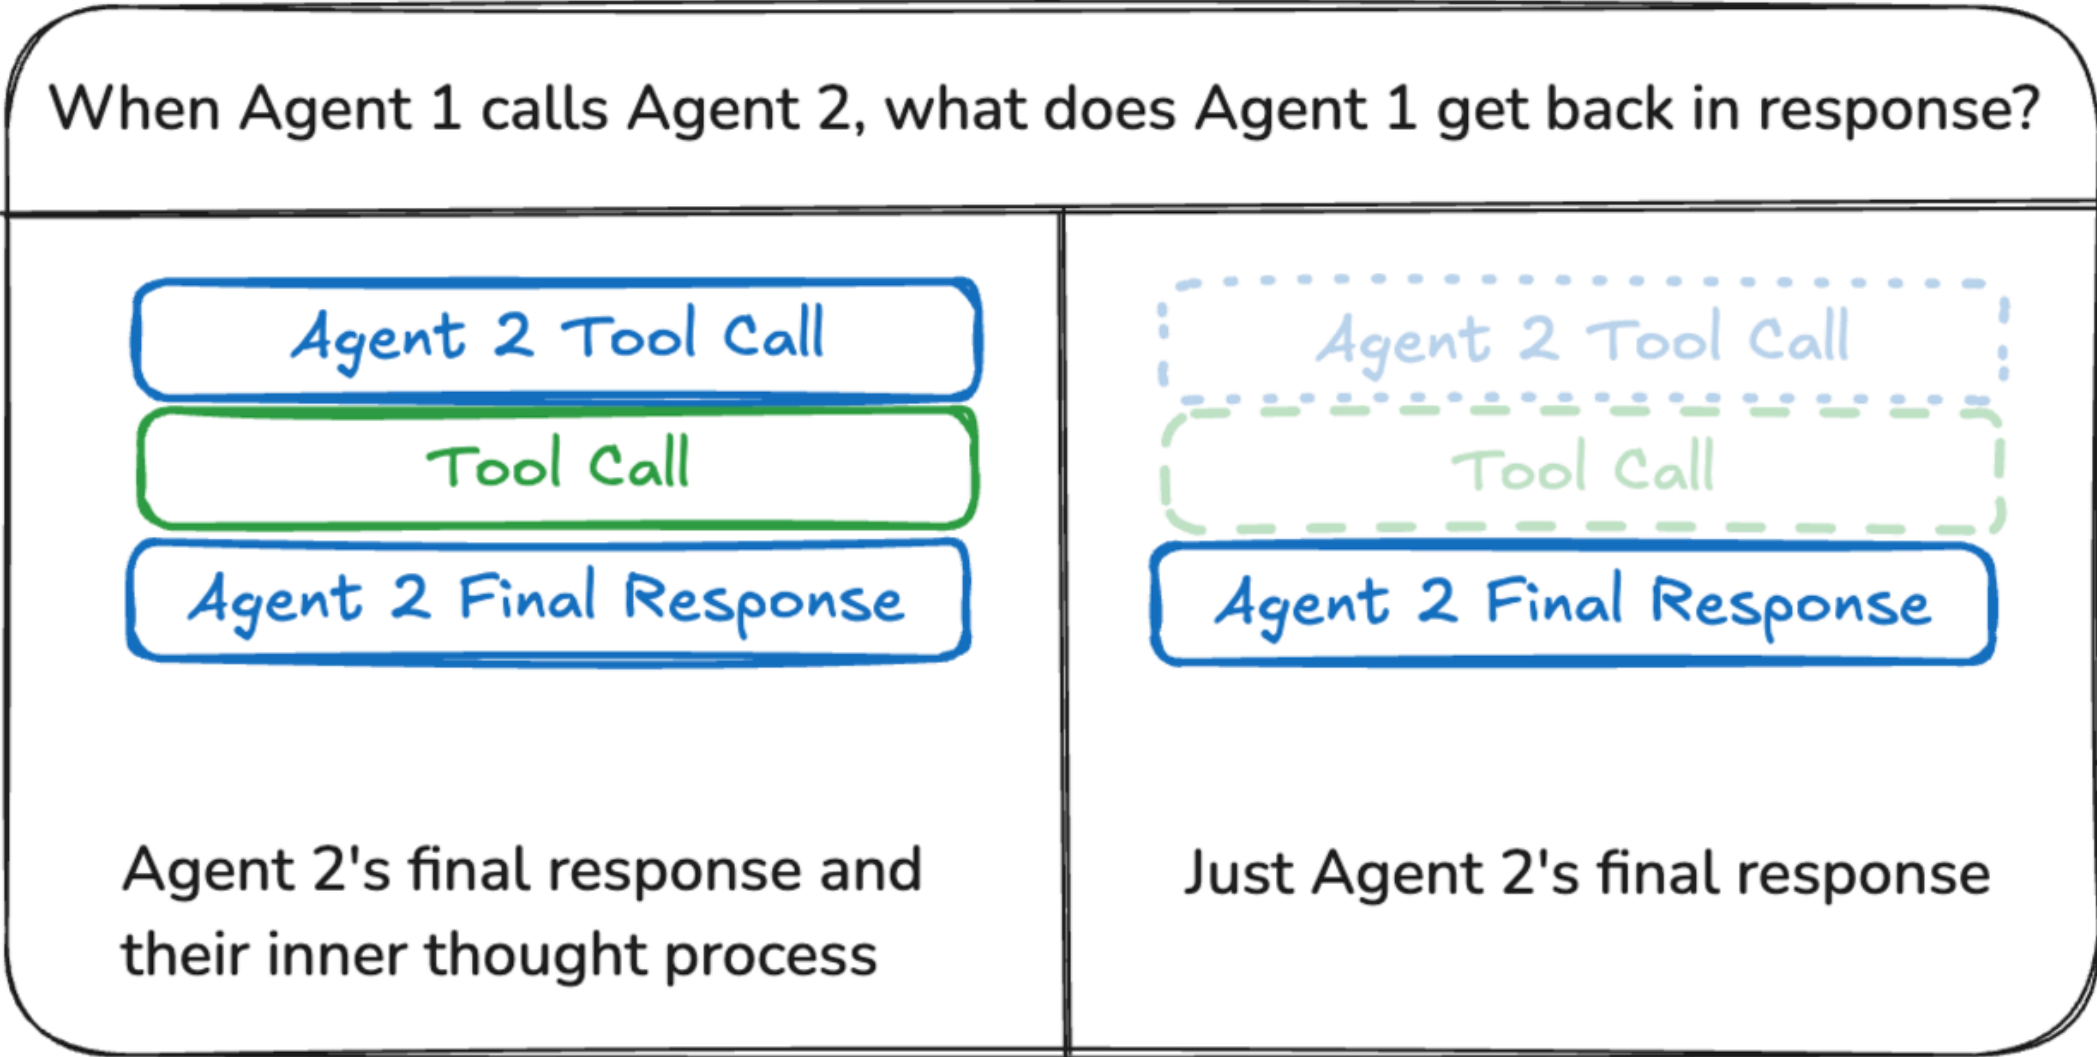 When Agent 1 calls Agent 2, what does Agent 1 get back in response?
Agent 2 Tool Call
Tool Call
Agent 2 Final Response
Agent 2's final response and
their inner thought process
Agent 2 Tool Call
Tool Call
Agent 2 Final Response
Just Agent 2's final response